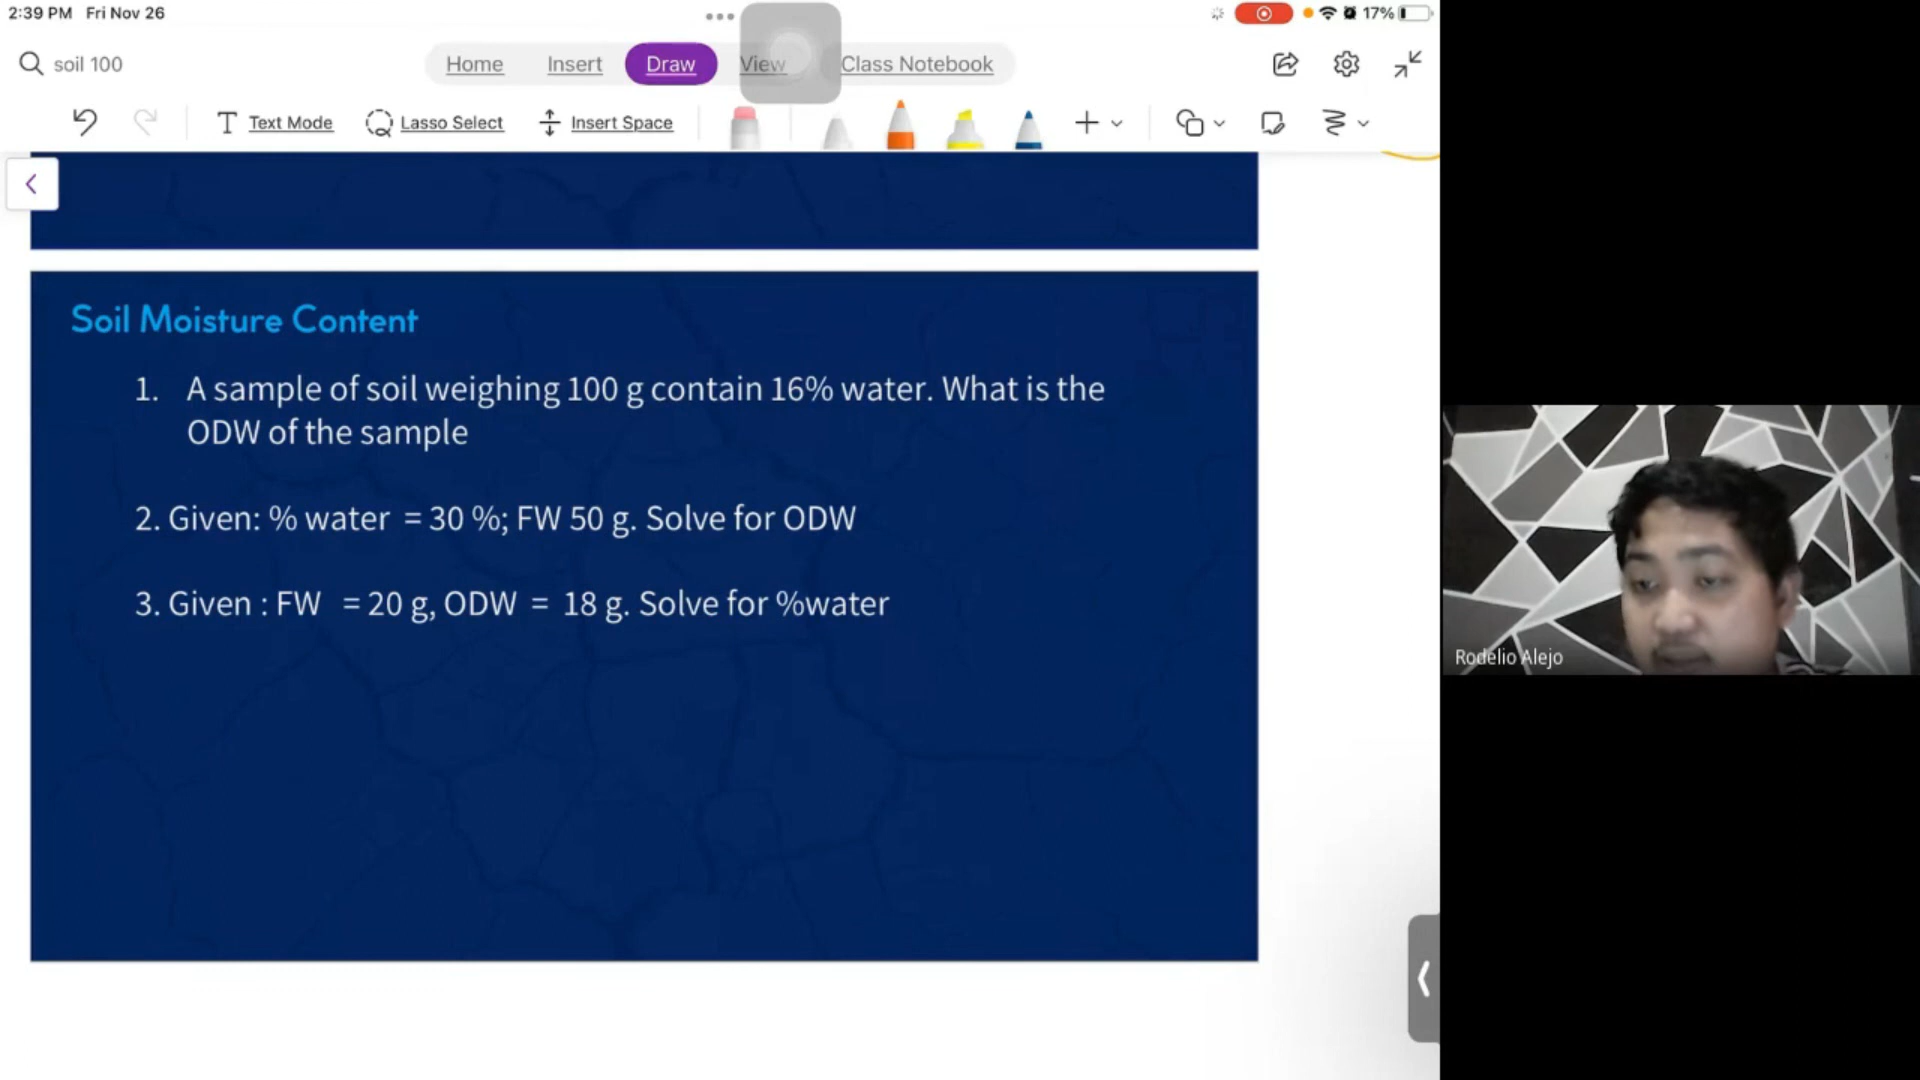 2:39 PM Fri Nov 26
17%
soil 100
Home Insert Draw View Class Notebook
Text Mode Lasso Select Insert Space
Soil Moisture Content
1. A sample of soil weighing 100 g contain 16% water. What is the
ODW of the sample
2. Given: % water = 30 %; FW 50 g. Solve for ODW
3. Given : FW = 20 g, ODW = 18 g. Solve for %water
Rodelio Alejo